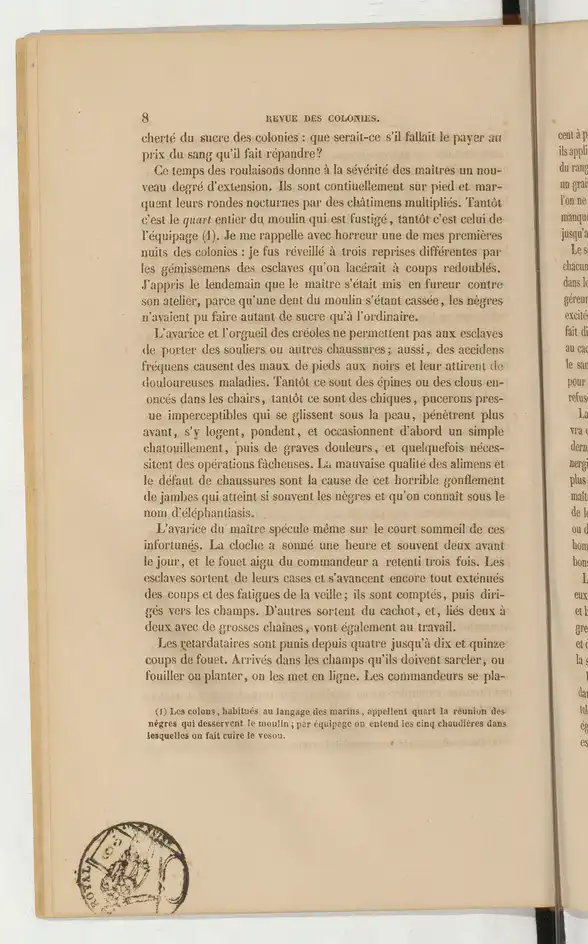 8 REVUE DES COLONIES.
cherté du sucre des colonies : que serait-ce s'il fallait le payer au
prix du sang qu'il fait répandre?
Ce temps des roulaisons donne à la sévérité des maîtres un nou-
veau degré d'extension. Ils sont continuellement sur pied et mar-
quent leurs rondes nocturnes par des châtimens multipliés. Tantôt
c'est le quart entier du moulin qui est fustigé, tantôt c'est celui de
l'équipage (1). Je me rappelle avec horreur une de mes premières
nuits des colonies : je fus réveillé à trois reprises différentes par
les gémissemens des esclaves qu'on lacérait à coups redoublés.
J'appris le lendemain que le maître s'était mis en fureur contre
son atelier, parce qu'une dent du moulin s'étant cassée, les nègres
n'avaient pu faire autant de sucre qu'à l'ordinaire.
L'avarice et l'orgueil des créoles ne permettent pas aux esclaves
de porter des souliers ou autres chaussures; aussi, des accidens
fréquens causent des maux de pieds aux noirs et leur attirent de
douloureuses maladies. Tantôt ce sont des épines ou des clous en-
oncés dans les chairs, tantôt ce sont des chiques, pucerons pres-
ue imperceptibles qui se glissent sous la peau, pénètrent plus
avant, s'y logent, pondent, et occasionnent d'abord un simple
chatouillement, puis de graves douleurs, et quelquefois néces-
sitent des opérations fâcheuses. La mauvaise qualité des alimens et
le défaut de chaussures sont la cause de cet horrible gonflement
de jambes qui atteint si souvent les nègres et qu'on connaît sous le
nom d'éléphantiasis.
L'avarice du maître spécule même sur le court sommeil de ces
infortunés. La cloche a sonné une heure et souvent deux avant
le jour, et le fouet aigu du commandeur a retenti trois fois. Les
esclaves sortent de leurs cases et s'avancent encore tout exténués
des coups et des fatigues de la veille; ils sont comptés, puis diri-
gés vers les champs. D'autres sortent du cachot, et, liés deux à
deux avec de grosses chaînes, vont également au travail.
Les retardataires sont punis depuis quatre jusqu'à dix et quinze
coups de fouet. Arrivés dans les champs qu'ils doivent sarcler, ou
fouiller ou planter, on les met en ligne. Les commandeurs se pla-
(1) Les colons, habitués au langage des marins, appellent quart la réunion des
nègres qui desservent le moulin; par équipage on entend les cinq chaudières dans
lesquelles on fait cuire le vesou.
ROYAL